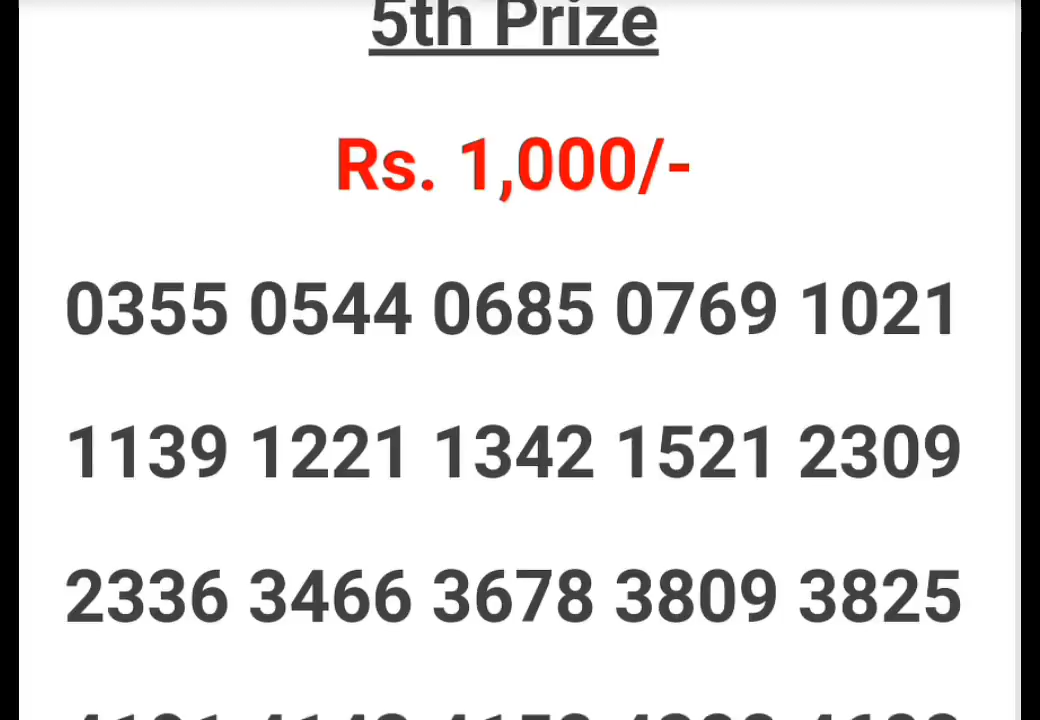 5th Prize
Rs. 1,000/-
0355 0544 0685 0769 1021
1139 1221 1342 1521 2309
2336 3466 3678 3809 3825